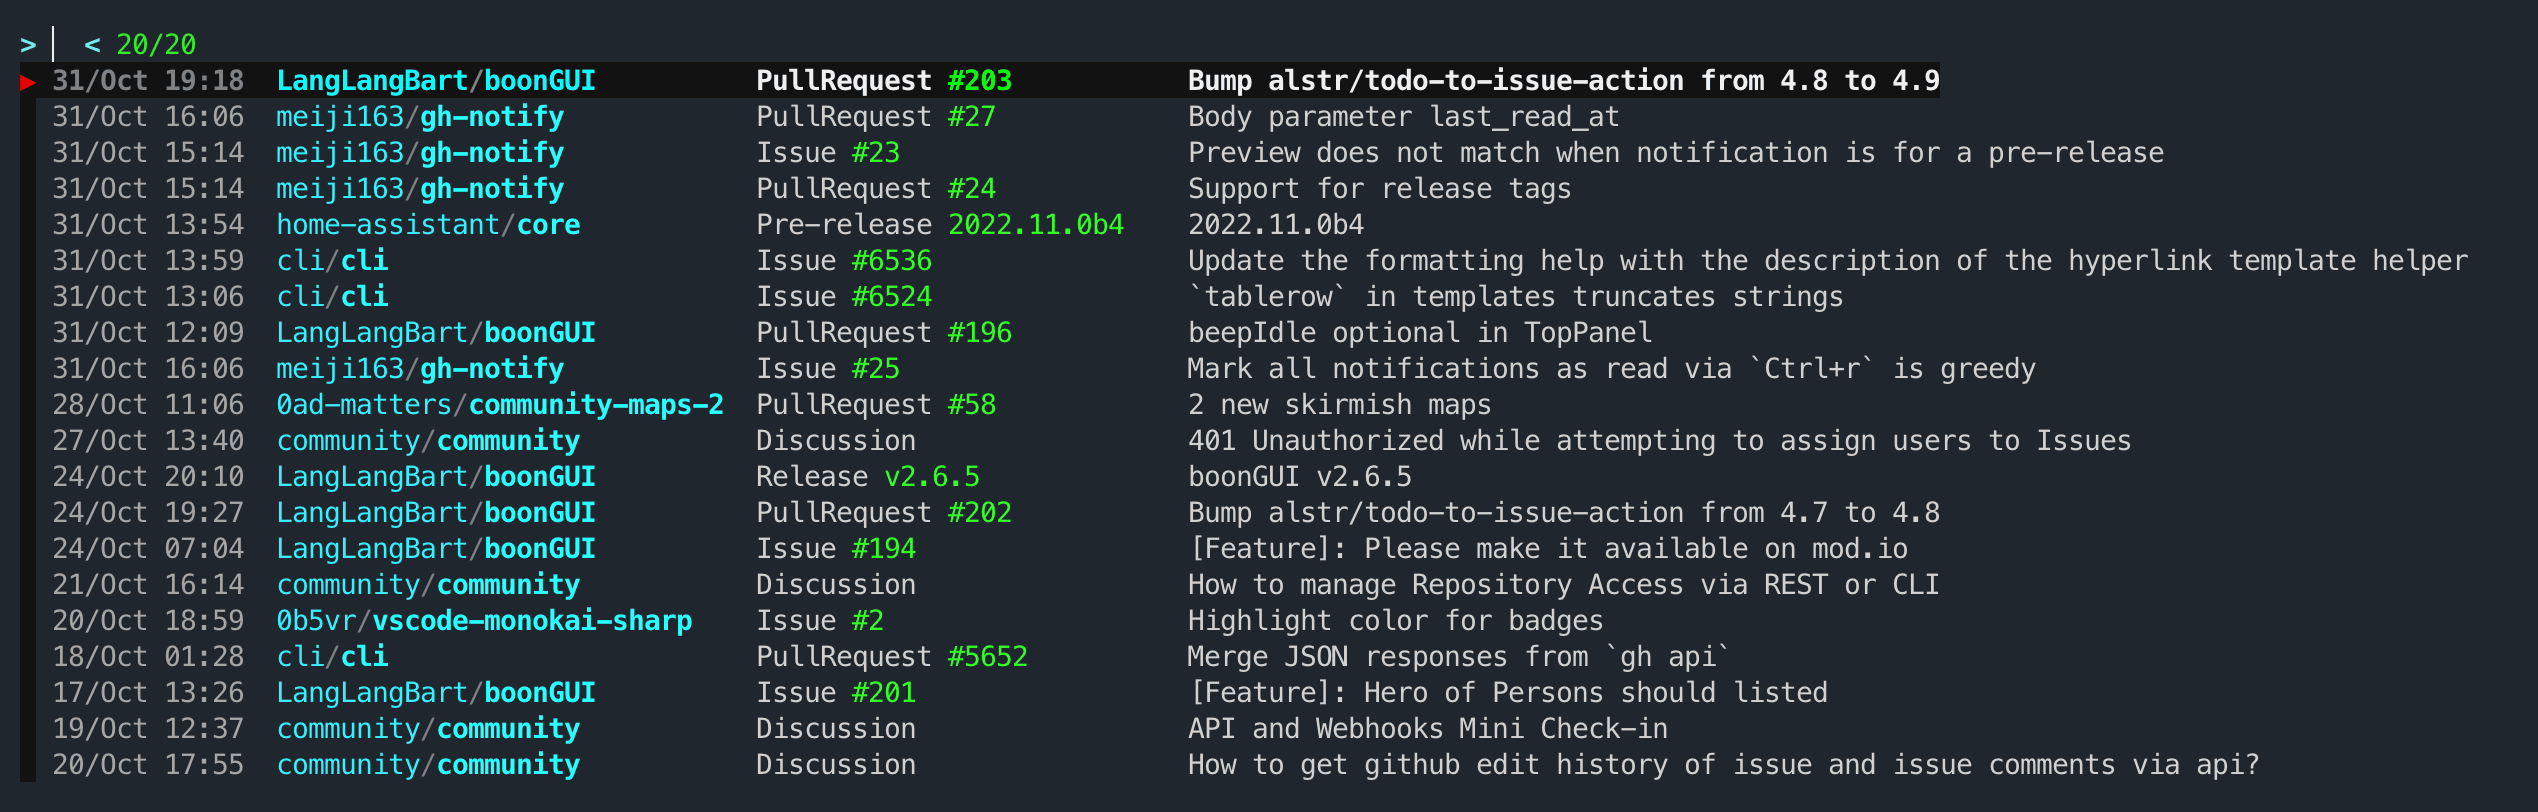 > < 20/20
▶ 31/Oct 19:18 LangLangBart/boonGUI PullRequest #203 Bump alstr/todo-to-issue-action from 4.8 to 4.9
31/Oct 16:06 meiji163/gh-notify PullRequest #27 Body parameter last_read_at
31/Oct 15:14 meiji163/gh-notify Issue #23 Preview does not match when notification is for a pre-release
31/Oct 15:14 meiji163/gh-notify PullRequest #24 Support for release tags
31/Oct 13:54 home-assistant/core Pre-release 2022.11.0b4 2022.11.0b4
31/Oct 13:59 cli/cli Issue #6536 Update the formatting help with the description of the hyperlink template helper
31/Oct 13:06 cli/cli Issue #6524 `tablerow` in templates truncates strings
31/Oct 12:09 LangLangBart/boonGUI PullRequest #196 beepIdle optional in TopPanel
31/Oct 16:06 meiji163/gh-notify Issue #25 Mark all notifications as read via `Ctrl+r` is greedy
28/Oct 11:06 0ad-matters/community-maps-2 PullRequest #58 2 new skirmish maps
27/Oct 13:40 community/community Discussion 401 Unauthorized while attempting to assign users to Issues
24/Oct 20:10 LangLangBart/boonGUI Release v2.6.5 boonGUI v2.6.5
24/Oct 19:27 LangLangBart/boonGUI PullRequest #202 Bump alstr/todo-to-issue-action from 4.7 to 4.8
24/Oct 07:04 LangLangBart/boonGUI Issue #194 [Feature]: Please make it available on mod.io
21/Oct 16:14 community/community Discussion How to manage Repository Access via REST or CLI
20/Oct 18:59 0b5vr/vscode-monokai-sharp Issue #2 Highlight color for badges
18/Oct 01:28 cli/cli PullRequest #5652 Merge JSON responses from `gh api`
17/Oct 13:26 LangLangBart/boonGUI Issue #201 [Feature]: Hero of Persons should listed
19/Oct 12:37 community/community Discussion API and Webhooks Mini Check-in
20/Oct 17:55 community/community Discussion How to get github edit history of issue and issue comments via api?